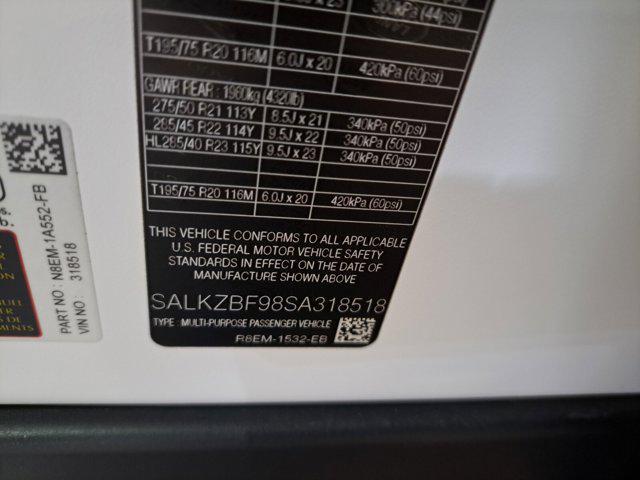 300kPa (44psi)
T195/75 R20 116M 6.0J x 20 420kPa (60psi)
GAWR REAR: 1960kg (4320lb)
275/50 R21 113Y 8.5J x 21 340kPa (50psi)
285/45 R22 114Y 9.5J x 22 340kPa (50psi)
HL285/40 R23 115Y 9.5J x 23 340kPa (50psi)
T195/75 R20 116M 6.0J x 20 420kPa (60psi)
THIS VEHICLE CONFORMS TO ALL APPLICABLE
U.S. FEDERAL MOTOR VEHICLE SAFETY
STANDARDS IN EFFECT ON THE DATE OF
MANUFACTURE SHOWN ABOVE
SALKZBF98SA318518
TYPE : MULTI-PURPOSE PASSENGER VEHICLE
R8EM-1532-EB
PART NO : N8EM-1A552-FB
VIN NO : 318518